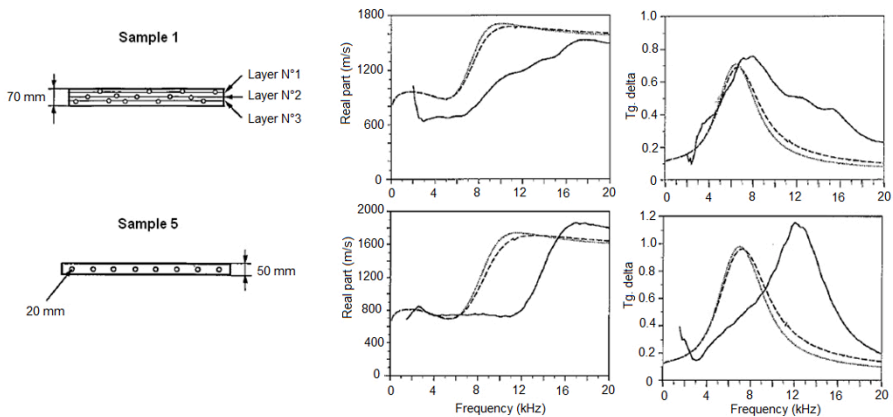 Sample 1
Layer N°1
Layer N°2
Layer N°3
70 mm
Real part (m/s)
1800
1500
1200
900
600
300
0
0 4 8 12 16 20
Tg. delta
1.0
0.8
0.6
0.4
0.2
0
0 4 8 12 16 20
Sample 5
50 mm
20 mm
Real part (m/s)
2000
1600
1200
800
400
0
0 4 8 12 16 20
Frequency (kHz)
Tg. delta
1.2
1.0
0.8
0.6
0.4
0.2
0
0 4 8 12 16 20
Frequency (kHz)